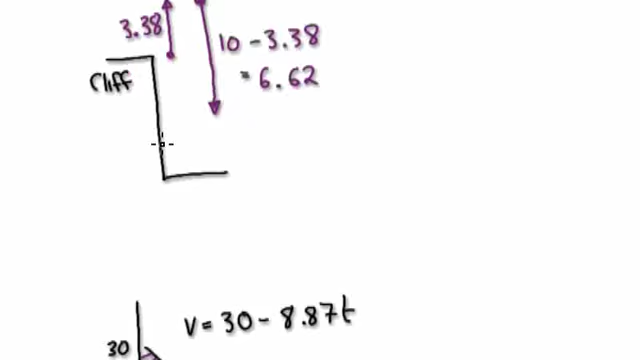 3.38
10 - 3.38
= 6.62
Cliff
v = 30 - 8.87t
30